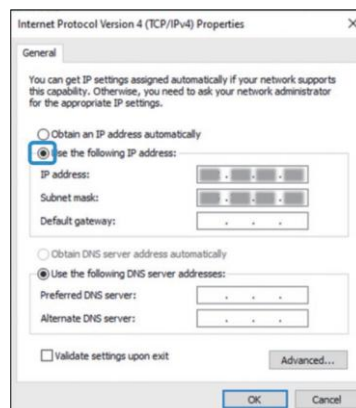 Internet Protocol Version 4 (TCP/IPv4) Properties
General
You can get IP settings assigned automatically if your network supports
this capability. Otherwise, you need to ask your network administrator
for the appropriate IP settings.
Obtain an IP address automatically
Use the following IP address:
IP address:
Subnet mask:
Default gateway:
Obtain DNS server address automatically
Use the following DNS server addresses:
Preferred DNS server:
Alternate DNS server:
Validate settings upon exit
Advanced...
OK Cancel